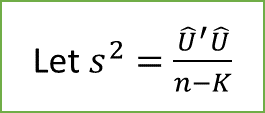 Let s² = Û′Û / n−K